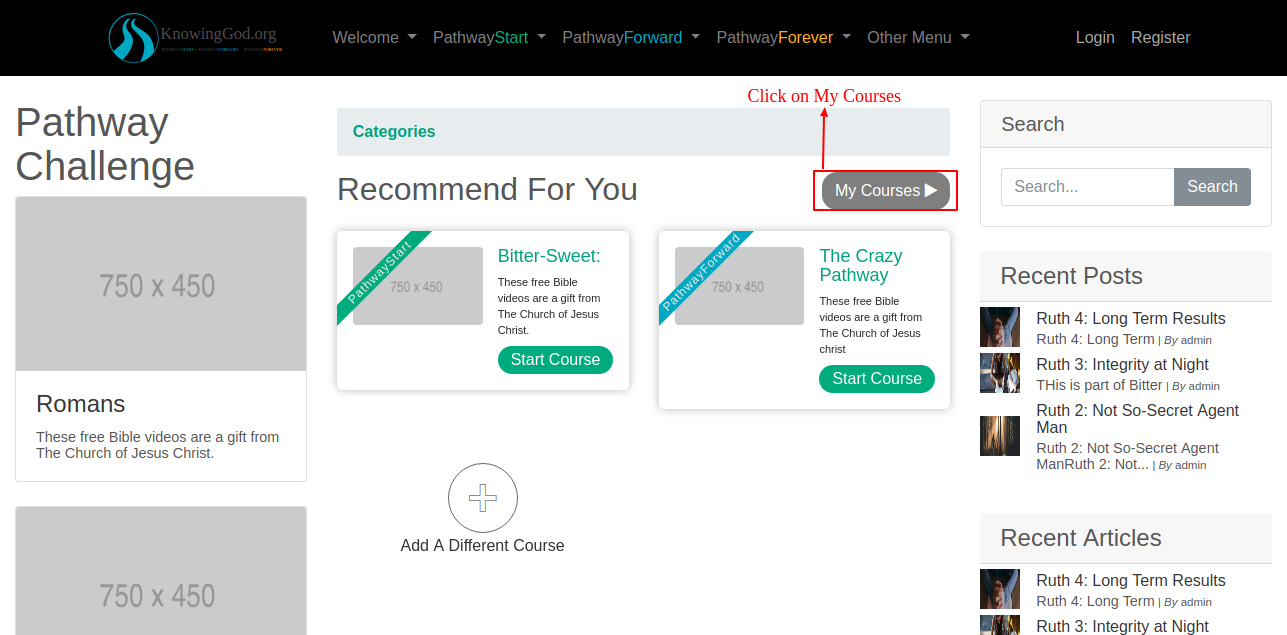 KnowingGod.org
Welcome PathwayStart PathwayForward PathwayForever Other Menu Login Register
Pathway
Challenge
750 x 450
Romans
These free Bible videos are a gift from
The Church of Jesus Christ.
750 x 450
Click on My Courses
Categories
Recommend For You
My Courses
PathwayStart
750 x 450
Bitter-Sweet:
These free Bible
videos are a gift from
The Church of Jesus
Christ.
Start Course
PathwayForward
750 x 450
The Crazy
Pathway
These free Bible
videos are a gift from
The Church of Jesus
christ
Start Course
Add A Different Course
Search
Search... Search
Recent Posts
Ruth 4: Long Term Results
Ruth 4: Long Term | By admin
Ruth 3: Integrity at Night
THis is part of Bitter | By admin
Ruth 2: Not So-Secret Agent
Man
Ruth 2: Not So-Secret Agent
ManRuth 2: Not... | By admin
Recent Articles
Ruth 4: Long Term Results
Ruth 4: Long Term | By admin
Ruth 3: Integrity at Night